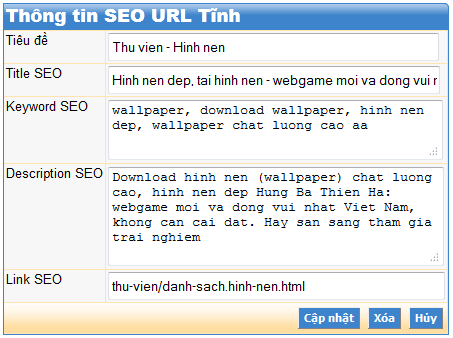 Thông tin SEO URL Tĩnh
Tiêu đề
Thu vien - Hinh nen
Title SEO
Hinh nen dep, tai hinh nen - webgame moi va dong vui n
Keyword SEO
wallpaper, download wallpaper, hinh nen
dep, wallpaper chat luong cao aa
Description SEO
Download hinh nen (wallpaper) chat luong
cao, hinh nen dep Hung Ba Thien Ha:
webgame moi va dong vui nhat Viet Nam,
khong can cai dat. Hay san sang tham gia
trai nghiem
Link SEO
thu-vien/danh-sach.hinh-nen.html
Cập nhật Xóa Hủy